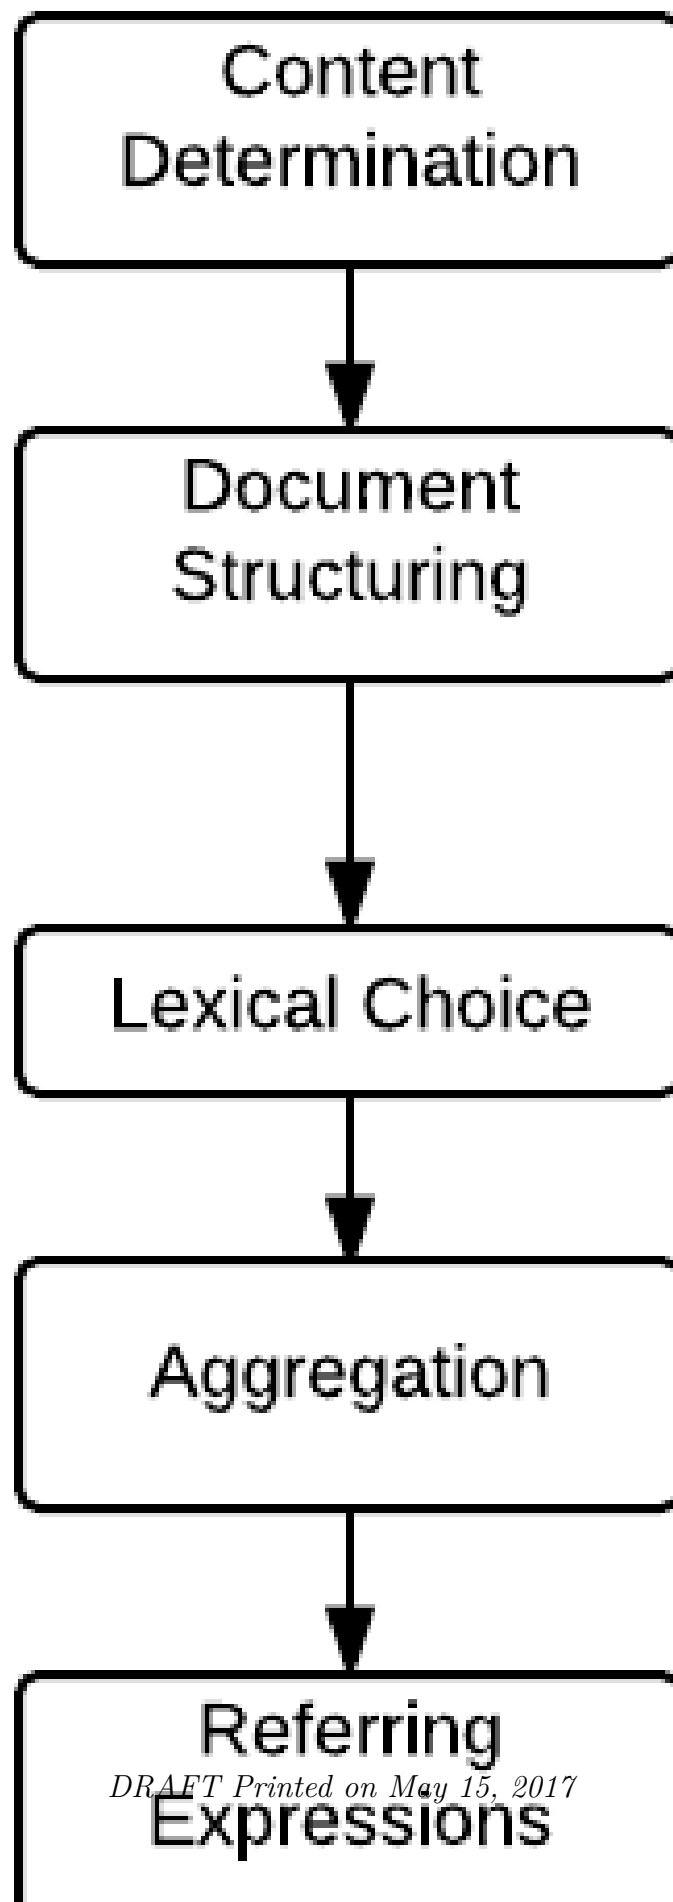 Content
Determination
Document
Structuring
Lexical Choice
Aggregation
Referring
DRAFT Printed on May 15, 2017
Expressions